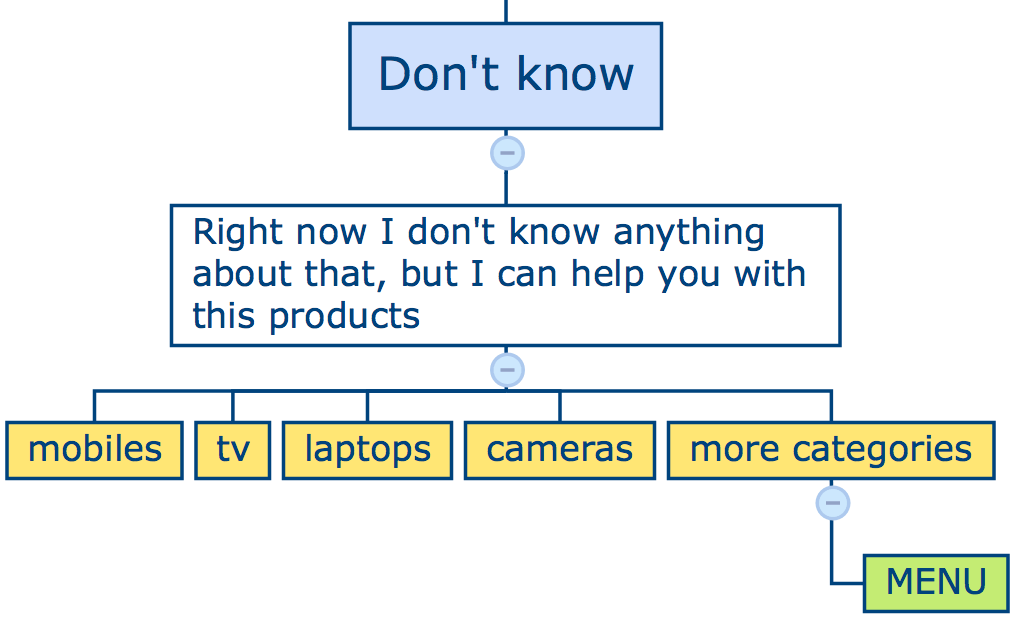 Don't know
Right now I don't know anything
about that, but I can help you with
this products
mobiles
tv
laptops
cameras
more categories
MENU